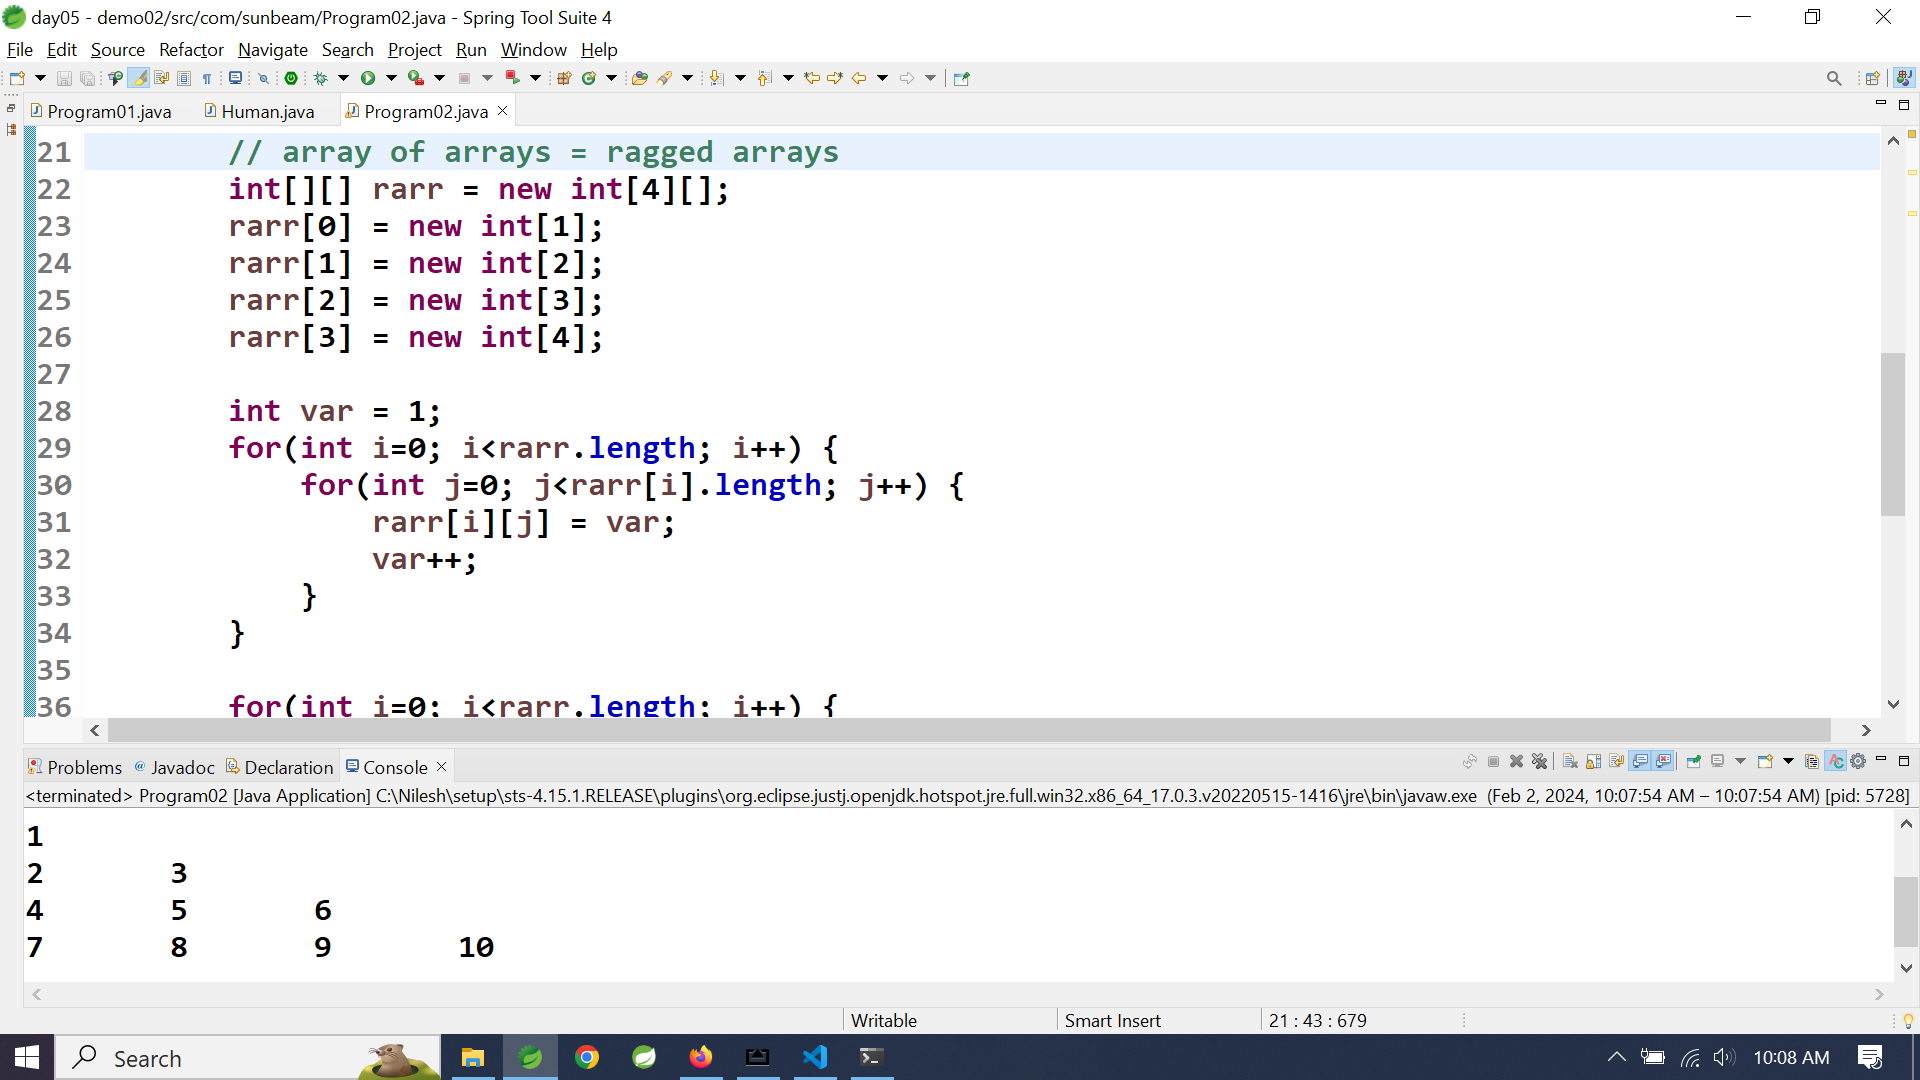 day05 - demo02/src/com/sunbeam/Program02.java - Spring Tool Suite 4
File Edit Source Refactor Navigate Search Project Run Window Help
Program01.java Human.java Program02.java
21 // array of arrays = ragged arrays
22 int[][] rarr = new int[4][];
23 rarr[0] = new int[1];
24 rarr[1] = new int[2];
25 rarr[2] = new int[3];
26 rarr[3] = new int[4];
27
28 int var = 1;
29 for(int i=0; i<rarr.length; i++) {
30 for(int j=0; j<rarr[i].length; j++) {
31 rarr[i][j] = var;
32 var++;
33 }
34 }
35
36 for(int i=0; i<rarr.length; i++) {
Problems @ Javadoc Declaration Console
<terminated> Program02 [Java Application] C:\Nilesh\setup\sts-4.15.1.RELEASE\plugins\org.eclipse.justj.openjdk.hotspot.jre.full.win32.x86_64_17.0.3.v20220515-1416\jre\bin\javaw.exe (Feb 2, 2024, 10:07:54 AM – 10:07:54 AM) [pid: 5728]
1
2 3
4 5 6
7 8 9 10
Writable Smart Insert 21 : 43 : 679
Search 10:08 AM